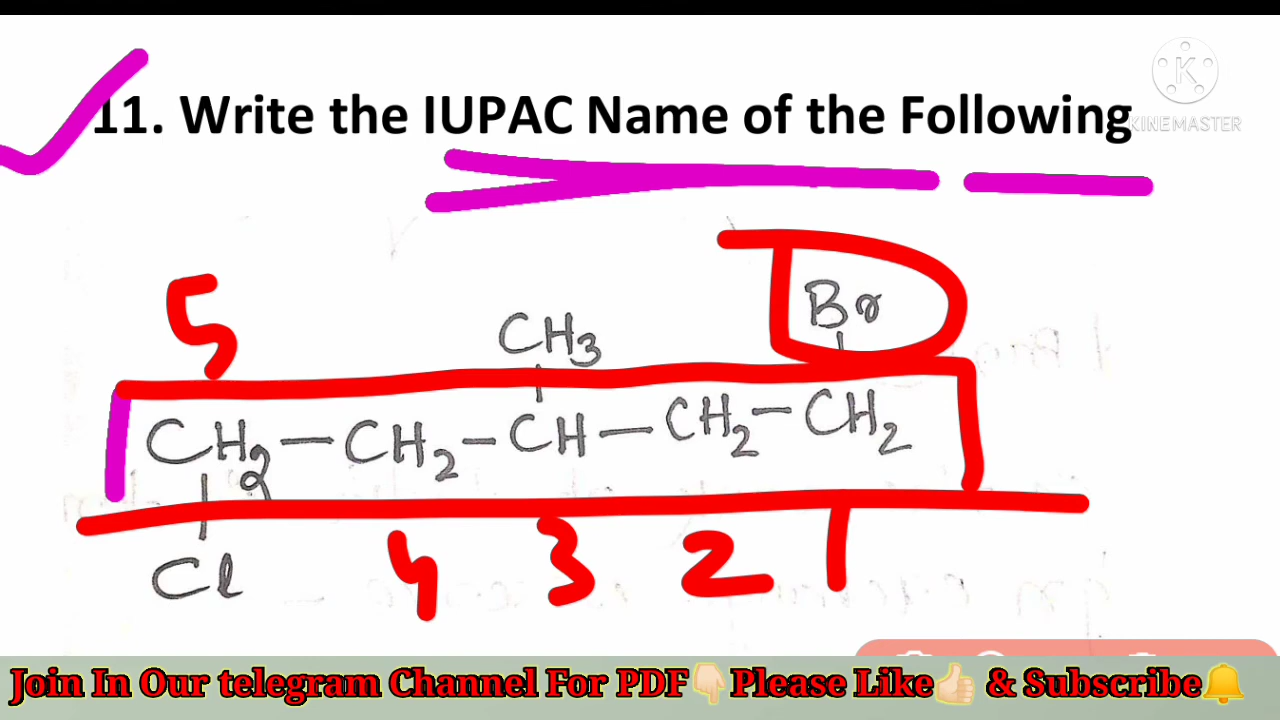 11. Write the IUPAC Name of the Following
KINEMASTER
5
CH3
Br
CH2 — CH2 – CH — CH2 – CH2
Cl
4 3 2 1
Join In Our telegram Channel For PDF👇🏻Please Like👍🏻 & Subscribe🔔